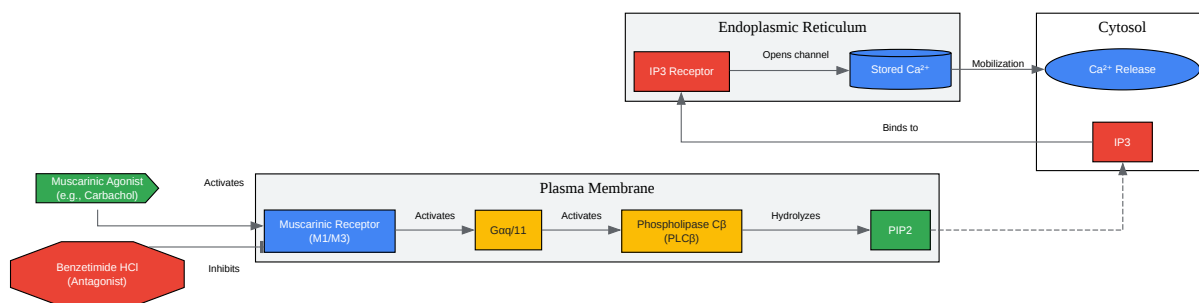 Endoplasmic Reticulum
Cytosol
IP3 Receptor
Opens channel
Stored Ca²⁺
Mobilization
Ca²⁺ Release
Binds to
IP3
Muscarinic Agonist
(e.g., Carbachol)
Activates
Plasma Membrane
Muscarinic Receptor
(M1/M3)
Activates
Gαq/11
Activates
Phospholipase Cβ
(PLCβ)
Hydrolyzes
PIP2
Benzetimide HCl
(Antagonist)
Inhibits